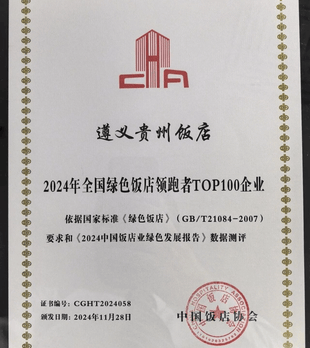 CHA
遵义贵州饭店
2024年全国绿色饭店领跑者TOP100企业
依据国家标准《绿色饭店》（GB/T21084-2007）
要求和《2024中国饭店业绿色发展报告》数据测评
证书编号：CGHT2024058
颁发日期：2024年11月28日
中国饭店协会